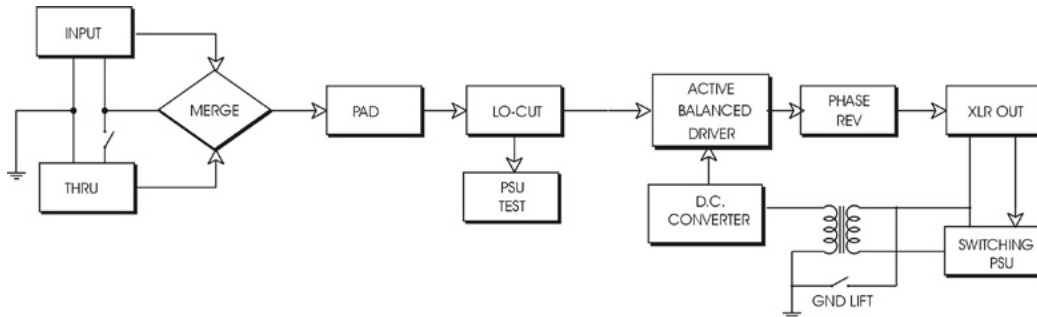 INPUT
MERGE
THRU
PAD
LO-CUT
PSU
TEST
ACTIVE
BALANCED
DRIVER
PHASE
REV
XLR OUT
D.C.
CONVERTER
SWITCHING
PSU
GND LIFT